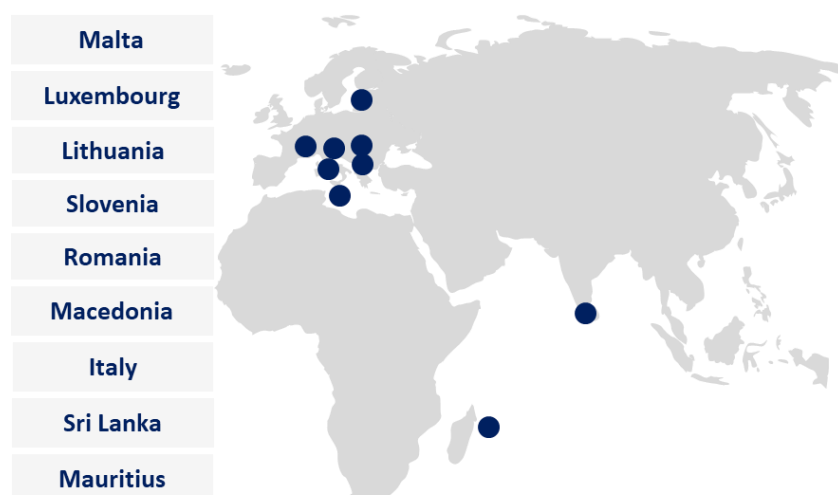 Malta
Luxembourg
Lithuania
Slovenia
Romania
Macedonia
Italy
Sri Lanka
Mauritius